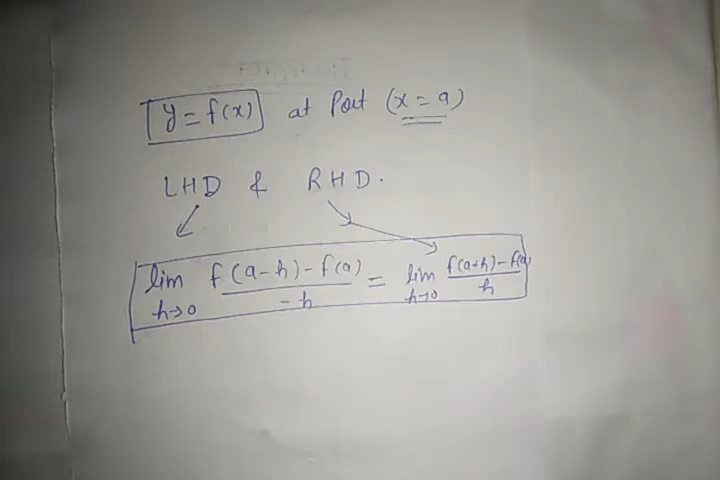 y = f(x) at Point (x = a)
LHD & RHD.
lim h→0 f(a-h)-f(a) / -h = lim h→0 f(a+h)-f(a) / h